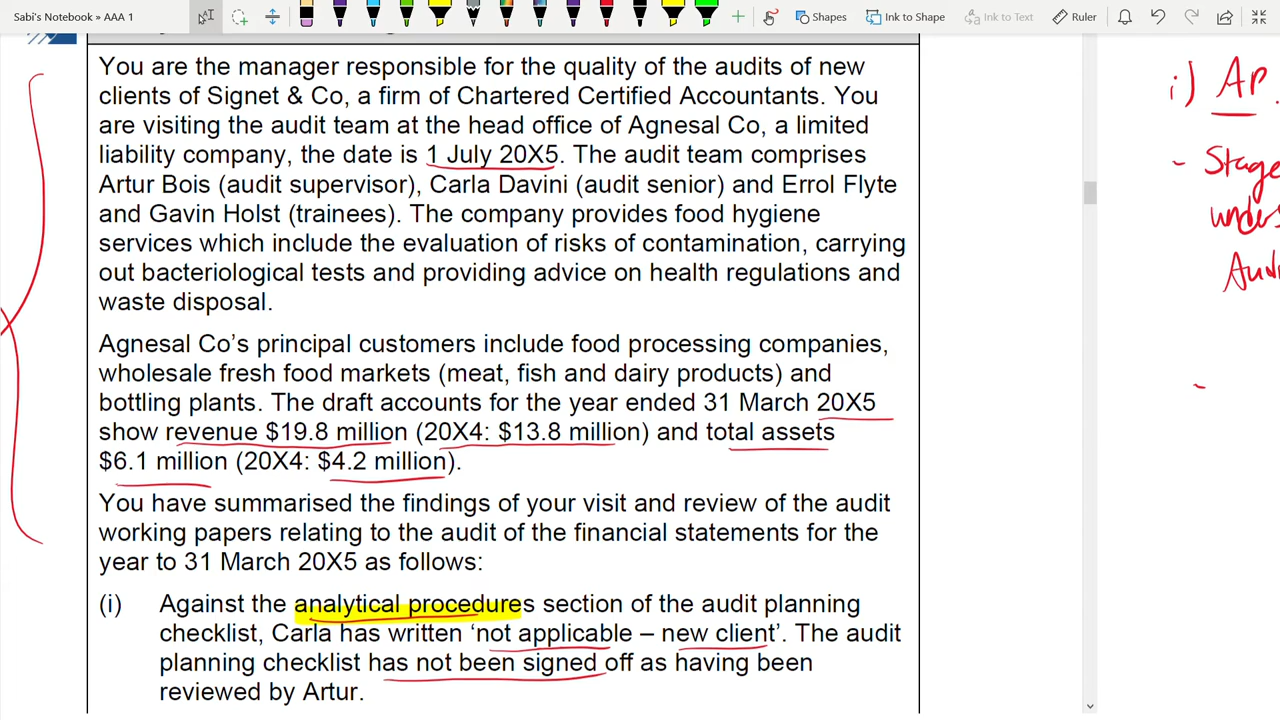 Sabi's Notebook » AAA 1
Shapes
Ink to Shape
Ink to Text
Ruler
You are the manager responsible for the quality of the audits of new
clients of Signet & Co, a firm of Chartered Certified Accountants. You
are visiting the audit team at the head office of Agnesal Co, a limited
liability company, the date is 1 July 20X5. The audit team comprises
Artur Bois (audit supervisor), Carla Davini (audit senior) and Errol Flyte
and Gavin Holst (trainees). The company provides food hygiene
services which include the evaluation of risks of contamination, carrying
out bacteriological tests and providing advice on health regulations and
waste disposal.
Agnesal Co's principal customers include food processing companies,
wholesale fresh food markets (meat, fish and dairy products) and
bottling plants. The draft accounts for the year ended 31 March 20X5
show revenue $19.8 million (20X4: $13.8 million) and total assets
$6.1 million (20X4: $4.2 million).
You have summarised the findings of your visit and review of the audit
working papers relating to the audit of the financial statements for the
year to 31 March 20X5 as follows:
(i) Against the analytical procedures section of the audit planning
checklist, Carla has written 'not applicable – new client'. The audit
planning checklist has not been signed off as having been
reviewed by Artur.
i) AP.
- Stage